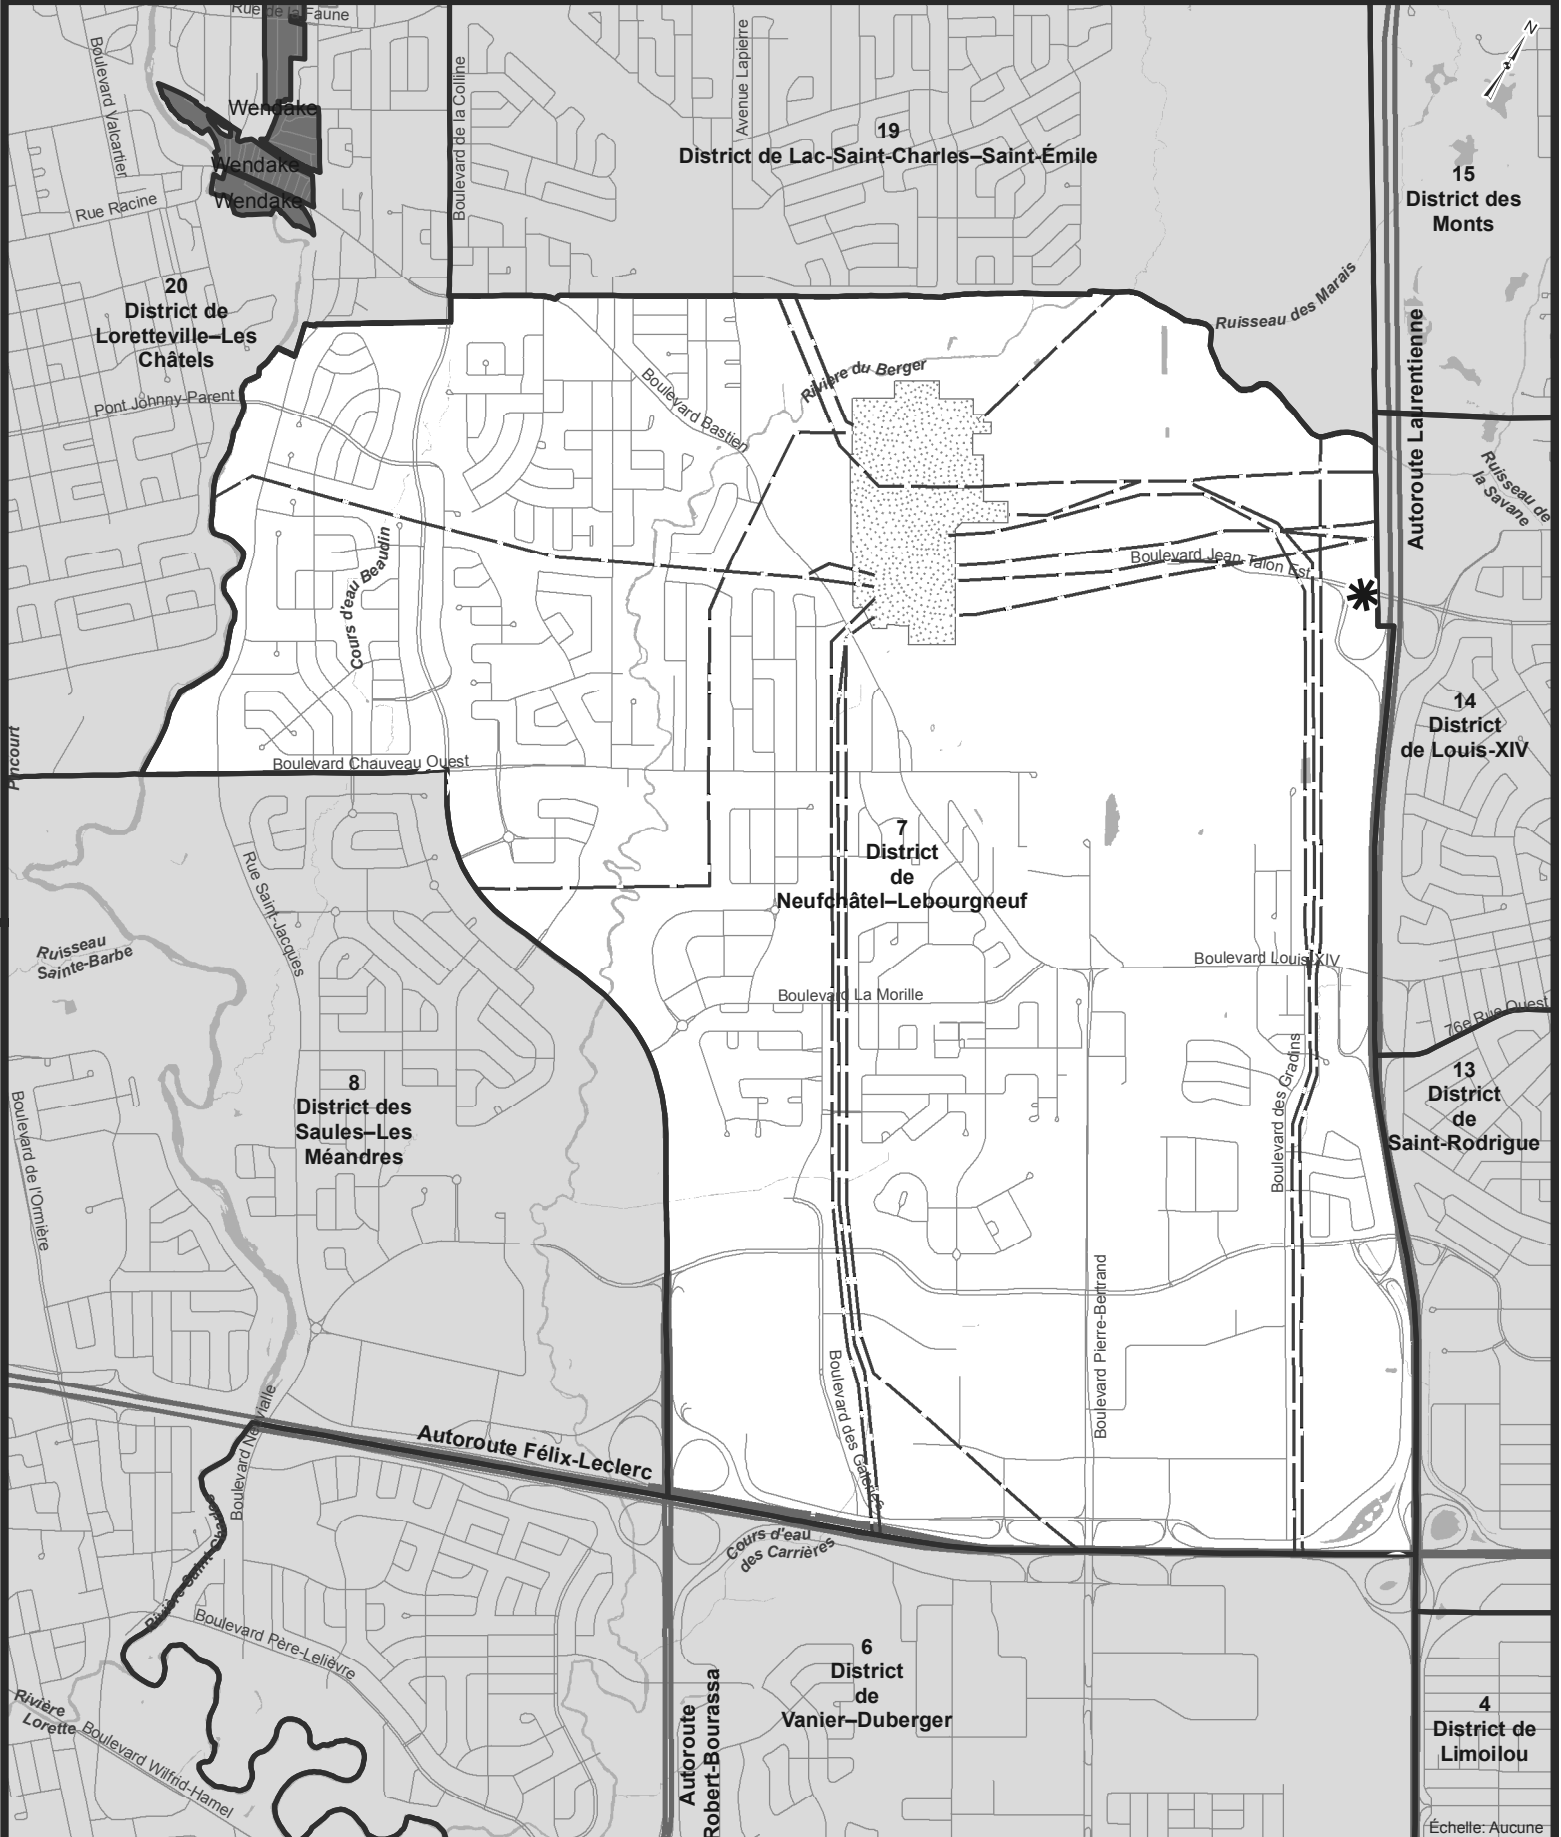 Rue de la Faune
Boulevard Valcartier
Boulevard de la Colline
Avenue Lapierre
N
Wendake
Wendake
Wendake
Rue Racine
19
District de Lac-Saint-Charles–Saint-Émile
15
District des
Monts
20
District de
Loretteville–Les
Châtels
Ruisseau des Marais
Autoroute Laurentienne
Pont Johnny-Parent
Boulevard Bastien
Rivière du Berger
Ruisseau de
la Savane
Cours d'eau Beaudin
Boulevard Jean-Talon Est
14
District
de Louis-XIV
Boulevard Chauveau Ouest
7
District
de
Neufchâtel–Lebourgneuf
Rue Saint-Jacques
Ruisseau
Sainte-Barbe
Boulevard Louis-XIV
Boulevard La Morille
76e Rue Ouest
Boulevard des Gradins
13
District
de
Saint-Rodrigue
8
District des
Saules–Les
Méandres
Boulevard de l'Ormière
Boulevard Pierre-Bertrand
Boulevard des Galeries
Boulevard Neuvialle
Autoroute Félix-Leclerc
Cours d'eau
des Carrières
Rivière Saint-Charles
Boulevard Père-Lelièvre
Rivière
Lorette
Boulevard Wilfrid-Hamel
Autoroute
Robert-Bourassa
6
District
de
Vanier–Duberger
4
District de
Limoilou
Échelle: Aucune